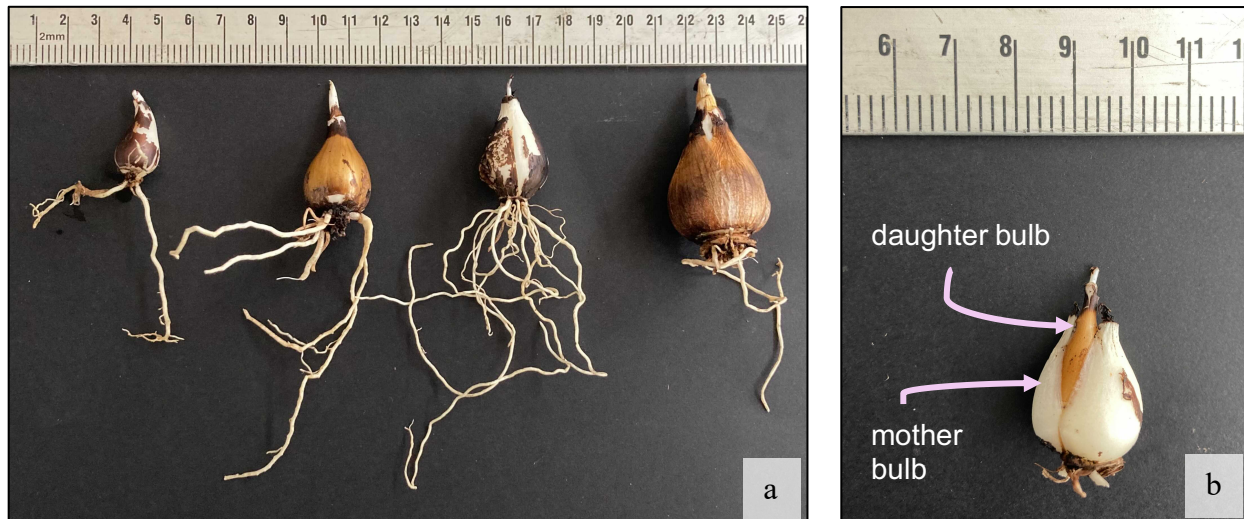 1 2 3 4 5 6 7 8 9 10 11 12 13 14 15 16 17 18 19 20 21 22 23 24 25
2mm
a
6 7 8 9 10 11
daughter bulb
mother
bulb
b